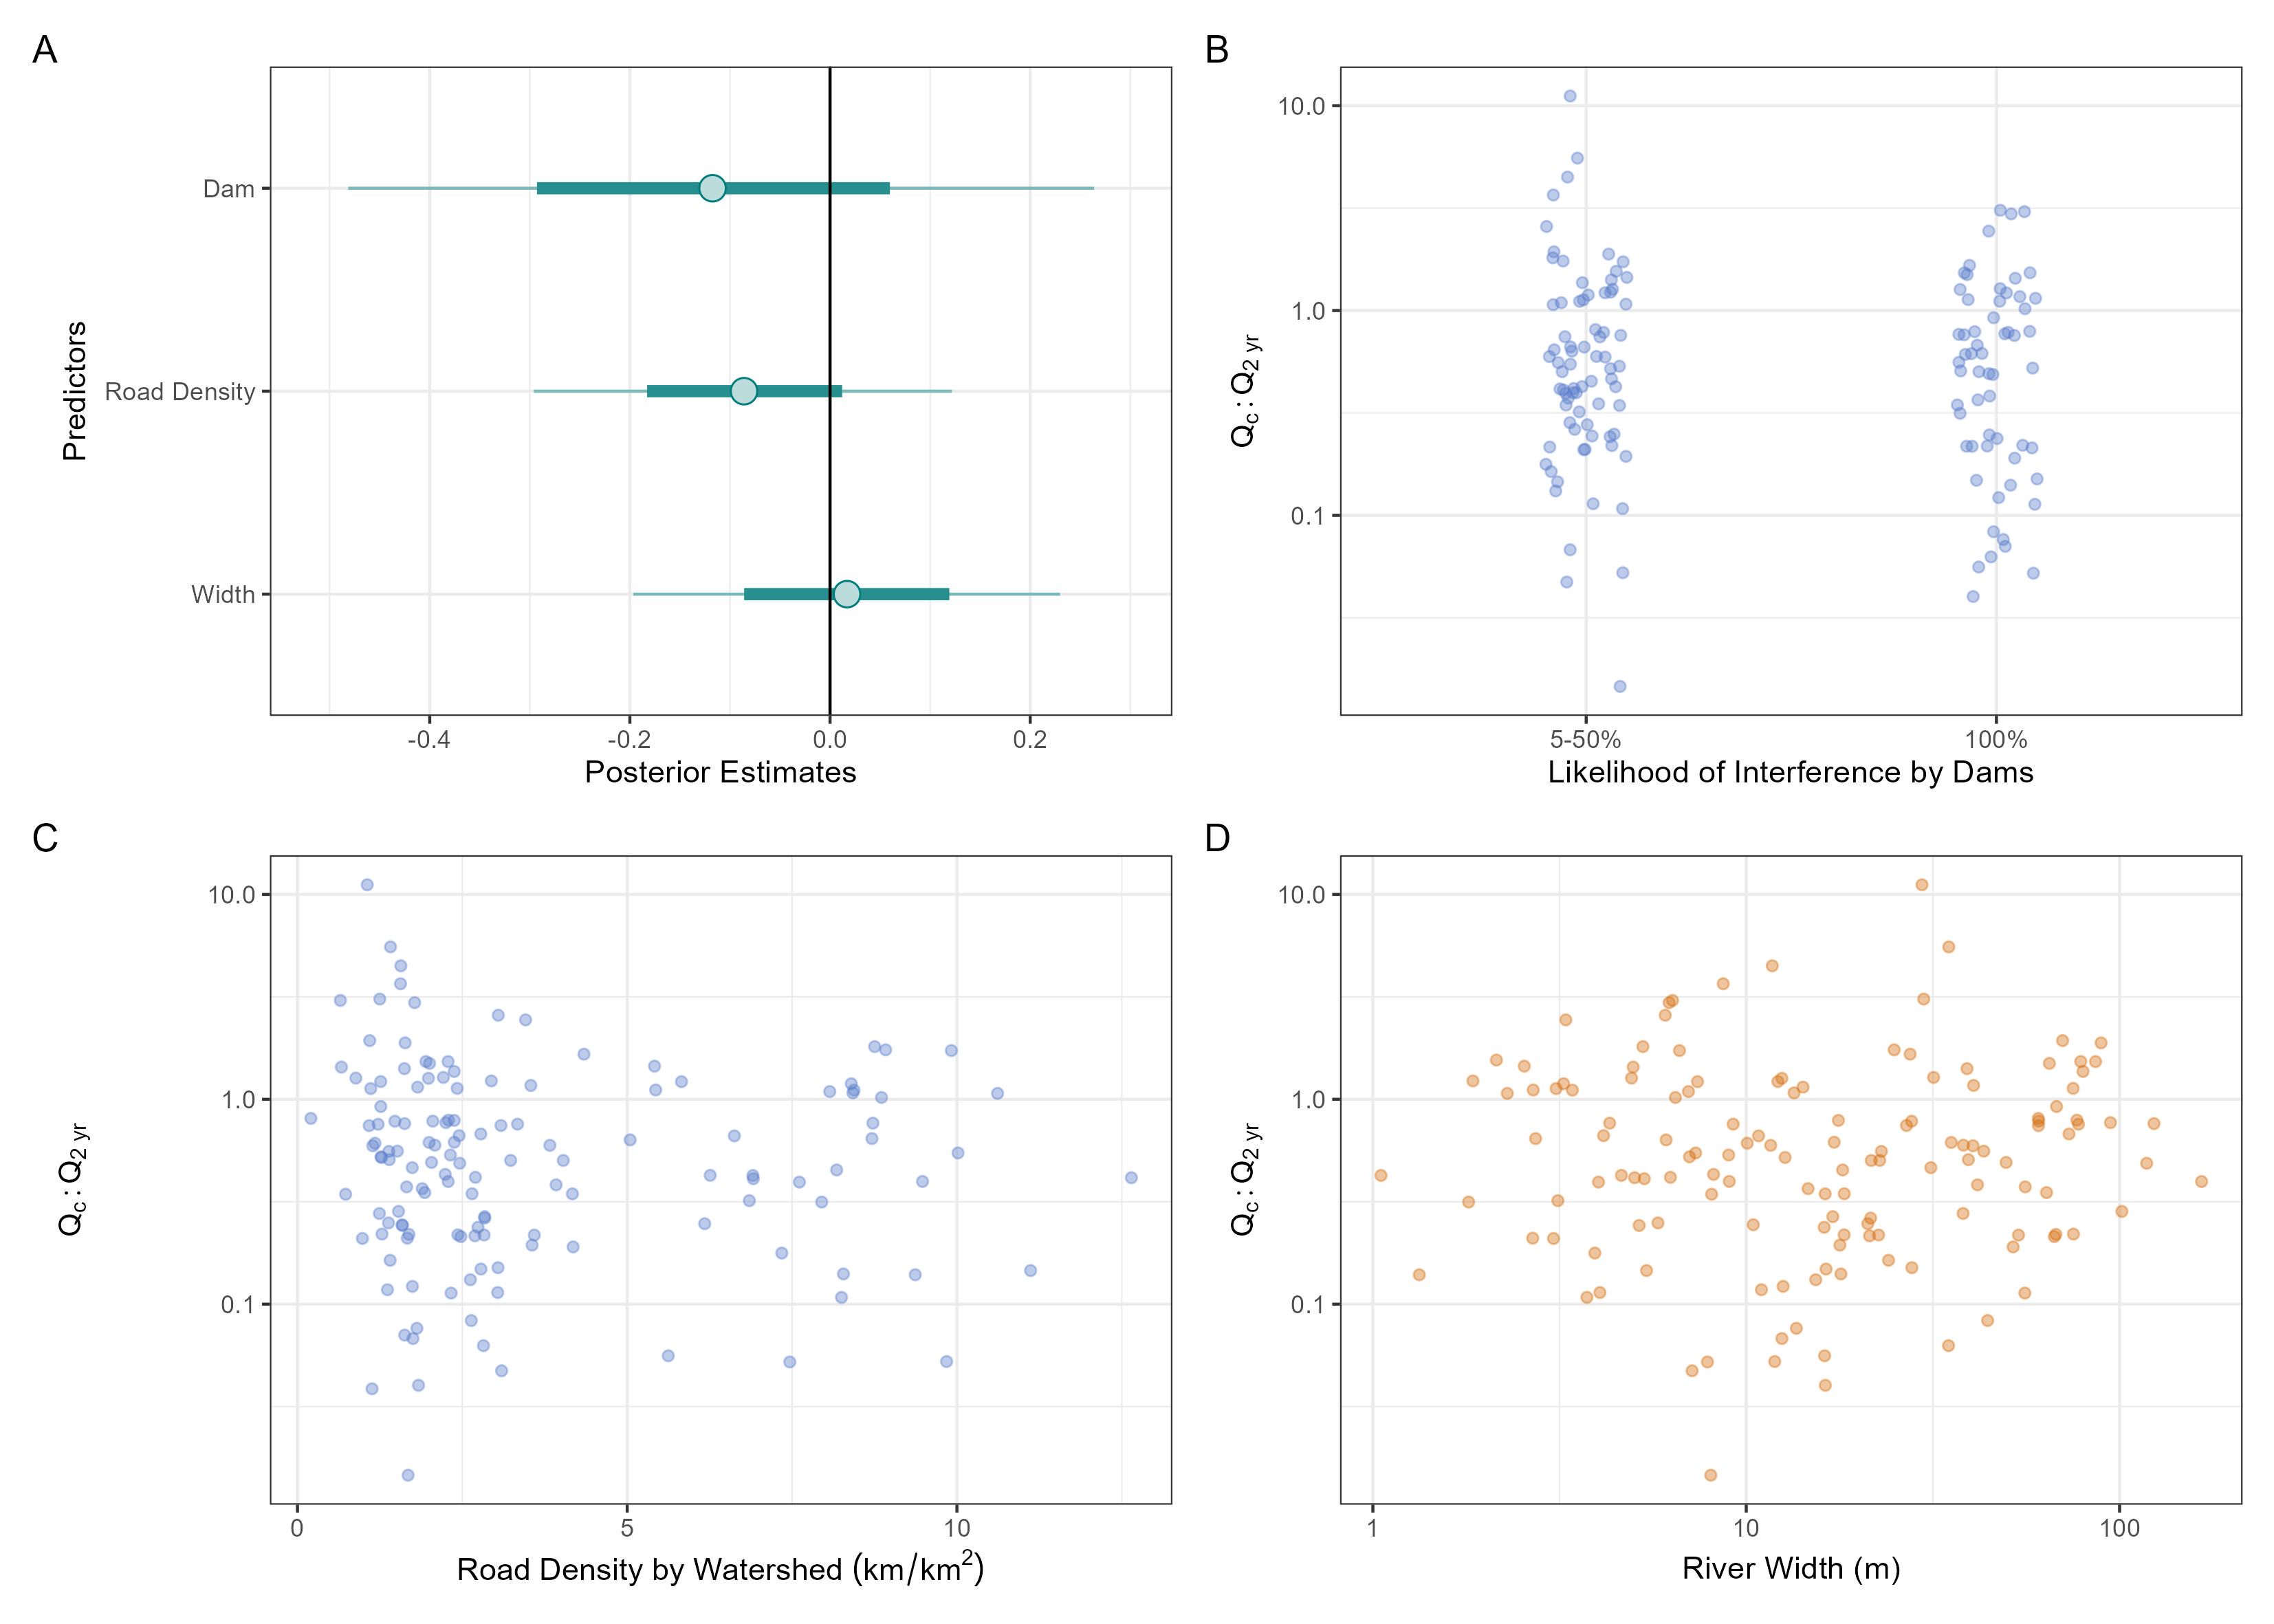 A
Predictors
Dam
Road Density
Width
-0.4 -0.2 0.0 0.2
Posterior Estimates
B
Qc : Q2 yr
10.0
1.0
0.1
5-50% 100%
Likelihood of Interference by Dams
C
Qc : Q2 yr
10.0
1.0
0.1
0 5 10
Road Density by Watershed (km/km²)
D
Qc : Q2 yr
10.0
1.0
0.1
1 10 100
River Width (m)